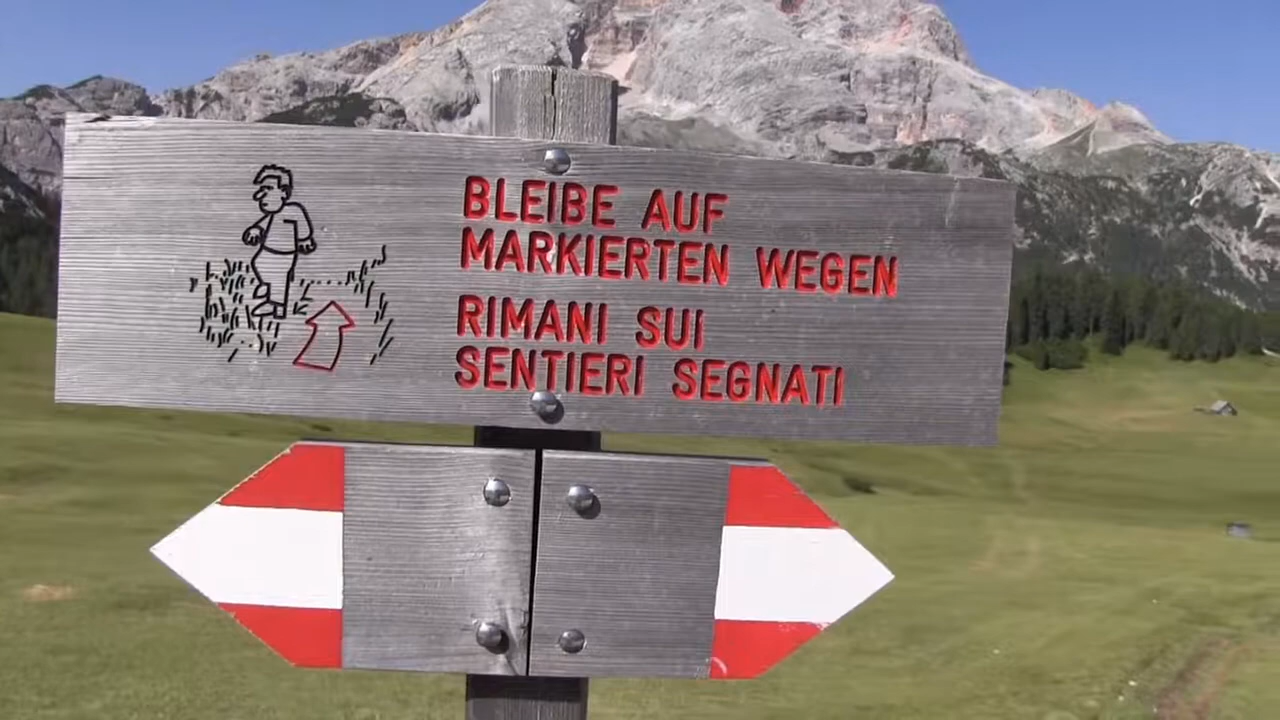 BLEIBE AUF
MARKIERTEN WEGEN
RIMANI SUI
SENTIERI SEGNATI